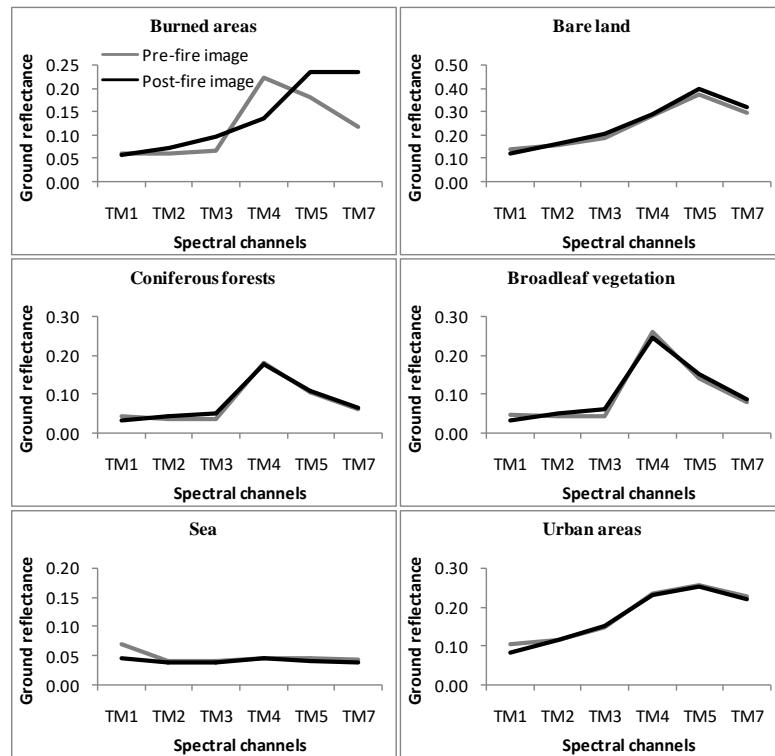 Burned areas
Pre-fire image
Post-fire image
Ground reflectance
0.25
0.20
0.15
0.10
0.05
0.00
TM1 TM2 TM3 TM4 TM5 TM7
Spectral channels
Bare land
Ground reflectance
0.50
0.40
0.30
0.20
0.10
0.00
TM1 TM2 TM3 TM4 TM5 TM7
Spectral channels
Coniferous forests
Ground reflectance
0.30
0.20
0.10
0.00
TM1 TM2 TM3 TM4 TM5 TM7
Spectral channels
Broadleaf vegetation
Ground reflectance
0.30
0.20
0.10
0.00
TM1 TM2 TM3 TM4 TM5 TM7
Spectral channels
Sea
Ground reflectance
0.20
0.15
0.10
0.05
0.00
TM1 TM2 TM3 TM4 TM5 TM7
Spectral channels
Urban areas
Ground reflectance
0.30
0.20
0.10
0.00
TM1 TM2 TM3 TM4 TM5 TM7
Spectral channels